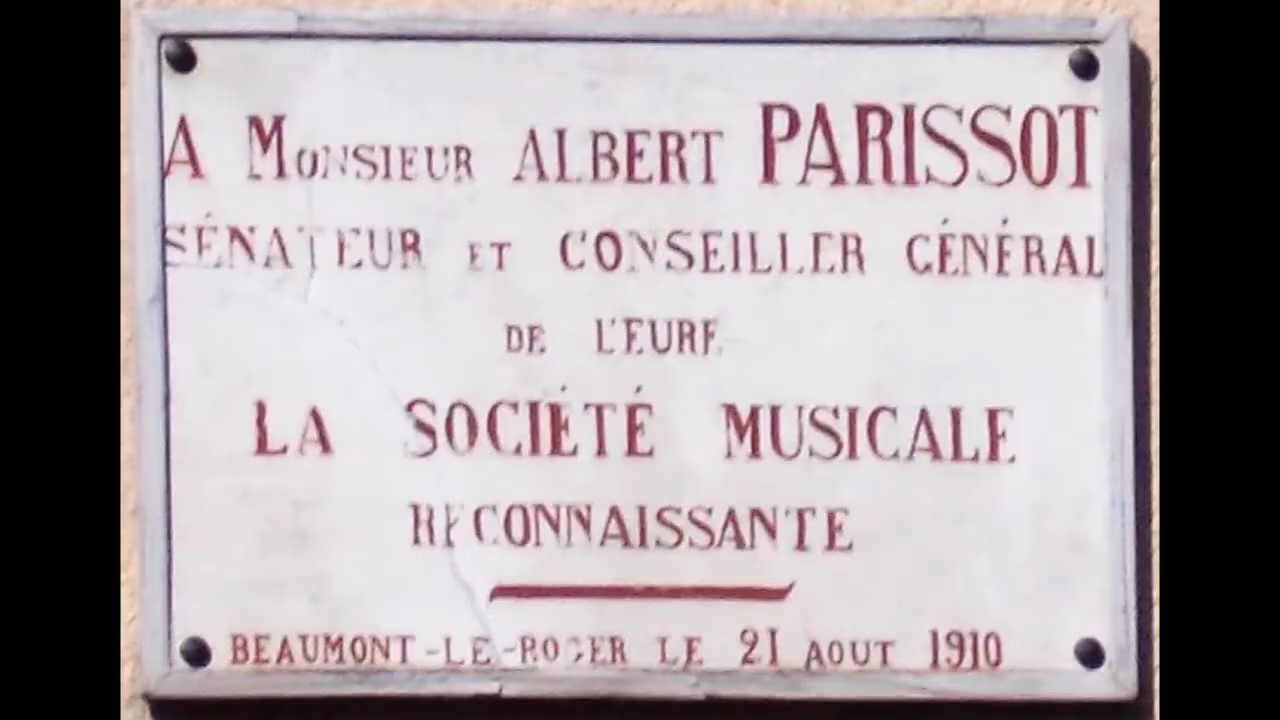 A MONSIEUR ALBERT PARISSOT
SÉNATEUR ET CONSEILLER GÉNÉRAL
DE L'EURE
LA SOCIÉTÉ MUSICALE
RECONNAISSANTE
BEAUMONT-LE-ROGER LE 21 AOUT 1910